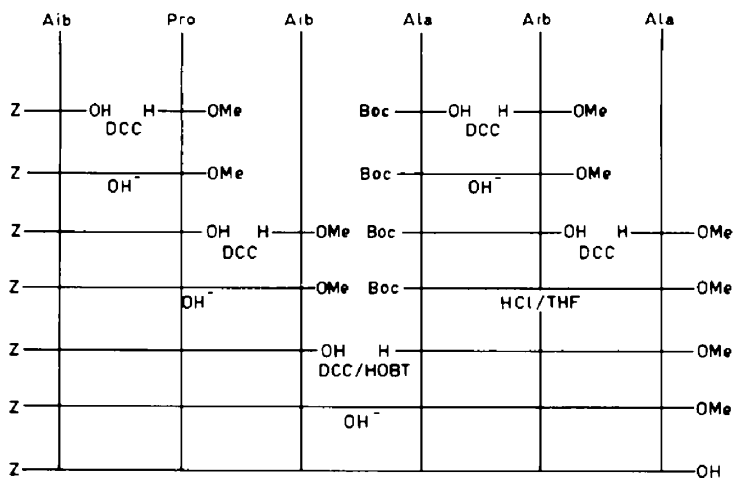 Aib Pro Aib Ala Aib Ala
Z OH H OMe Boc OH H OMe
DCC DCC
Z OMe Boc OMe
OH⁻ OH⁻
Z OH H OMe Boc OH H OMe
DCC DCC
Z OMe Boc OMe
OH⁻ HCl/THF
Z OH H OMe
DCC/HOBT
Z OMe
OH⁻
Z OH